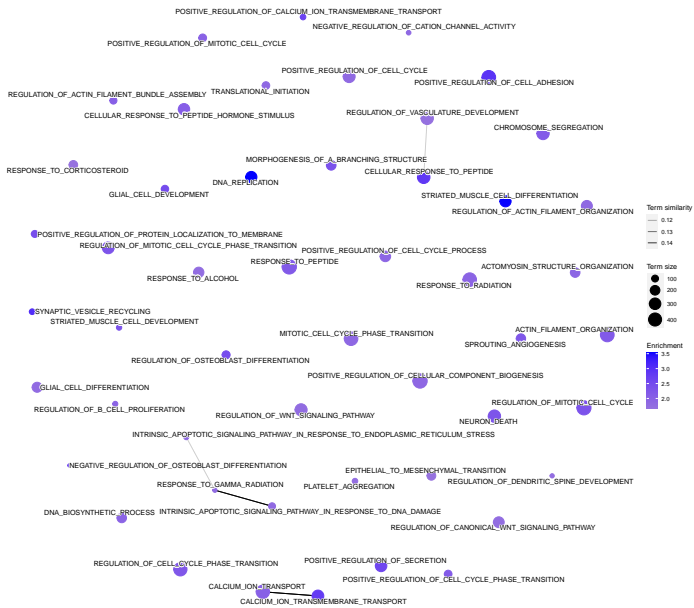 POSITIVE_REGULATION_OF_CALCIUM_ION_TRANSMEMBRANE_TRANSPORT
NEGATIVE_REGULATION_OF_CATION_CHANNEL_ACTIVITY
POSITIVE_REGULATION_OF_MITOTIC_CELL_CYCLE
POSITIVE_REGULATION_OF_CELL_CYCLE
POSITIVE_REGULATION_OF_CELL_ADHESION
TRANSLATIONAL_INITIATION
REGULATION_OF_ACTIN_FILAMENT_BUNDLE_ASSEMBLY
CELLULAR_RESPONSE_TO_PEPTIDE_HORMONE_STIMULUS
REGULATION_OF_VASCULATURE_DEVELOPMENT
CHROMOSOME_SEGREGATION
MORPHOGENESIS_OF_A_BRANCHING_STRUCTURE
RESPONSE_TO_CORTICOSTEROID
CELLULAR_RESPONSE_TO_PEPTIDE
DNA_REPLICATION
GLIAL_CELL_DEVELOPMENT
STRIATED_MUSCLE_CELL_DIFFERENTIATION
REGULATION_OF_ACTIN_FILAMENT_ORGANIZATION
POSITIVE_REGULATION_OF_PROTEIN_LOCALIZATION_TO_MEMBRANE
REGULATION_OF_MITOTIC_CELL_CYCLE_PHASE_TRANSITION
POSITIVE_REGULATION_OF_CELL_CYCLE_PROCESS
RESPONSE_TO_PEPTIDE
ACTOMYOSIN_STRUCTURE_ORGANIZATION
RESPONSE_TO_ALCOHOL
RESPONSE_TO_RADIATION
SYNAPTIC_VESICLE_RECYCLING
STRIATED_MUSCLE_CELL_DEVELOPMENT
MITOTIC_CELL_CYCLE_PHASE_TRANSITION
ACTIN_FILAMENT_ORGANIZATION
SPROUTING_ANGIOGENESIS
REGULATION_OF_OSTEOBLAST_DIFFERENTIATION
POSITIVE_REGULATION_OF_CELLULAR_COMPONENT_BIOGENESIS
GLIAL_CELL_DIFFERENTIATION
REGULATION_OF_B_CELL_PROLIFERATION
REGULATION_OF_WNT_SIGNALING_PATHWAY
REGULATION_OF_MITOTIC_CELL_CYCLE
NEURON_DEATH
INTRINSIC_APOPTOTIC_SIGNALING_PATHWAY_IN_RESPONSE_TO_ENDOPLASMIC_RETICULUM_STRESS
NEGATIVE_REGULATION_OF_OSTEOBLAST_DIFFERENTIATION
EPITHELIAL_TO_MESENCHYMAL_TRANSITION
RESPONSE_TO_GAMMA_RADIATION
PLATELET_AGGREGATION
REGULATION_OF_DENDRITIC_SPINE_DEVELOPMENT
DNA_BIOSYNTHETIC_PROCESS
INTRINSIC_APOPTOTIC_SIGNALING_PATHWAY_IN_RESPONSE_TO_DNA_DAMAGE
REGULATION_OF_CANONICAL_WNT_SIGNALING_PATHWAY
REGULATION_OF_CELL_CYCLE_PHASE_TRANSITION
POSITIVE_REGULATION_OF_SECRETION
POSITIVE_REGULATION_OF_CELL_CYCLE_PHASE_TRANSITION
CALCIUM_ION_TRANSPORT
CALCIUM_ION_TRANSMEMBRANE_TRANSPORT
Term similarity
0.12
0.13
0.14
Term size
100
200
300
400
Enrichment
3.5
3.0
2.5
2.0